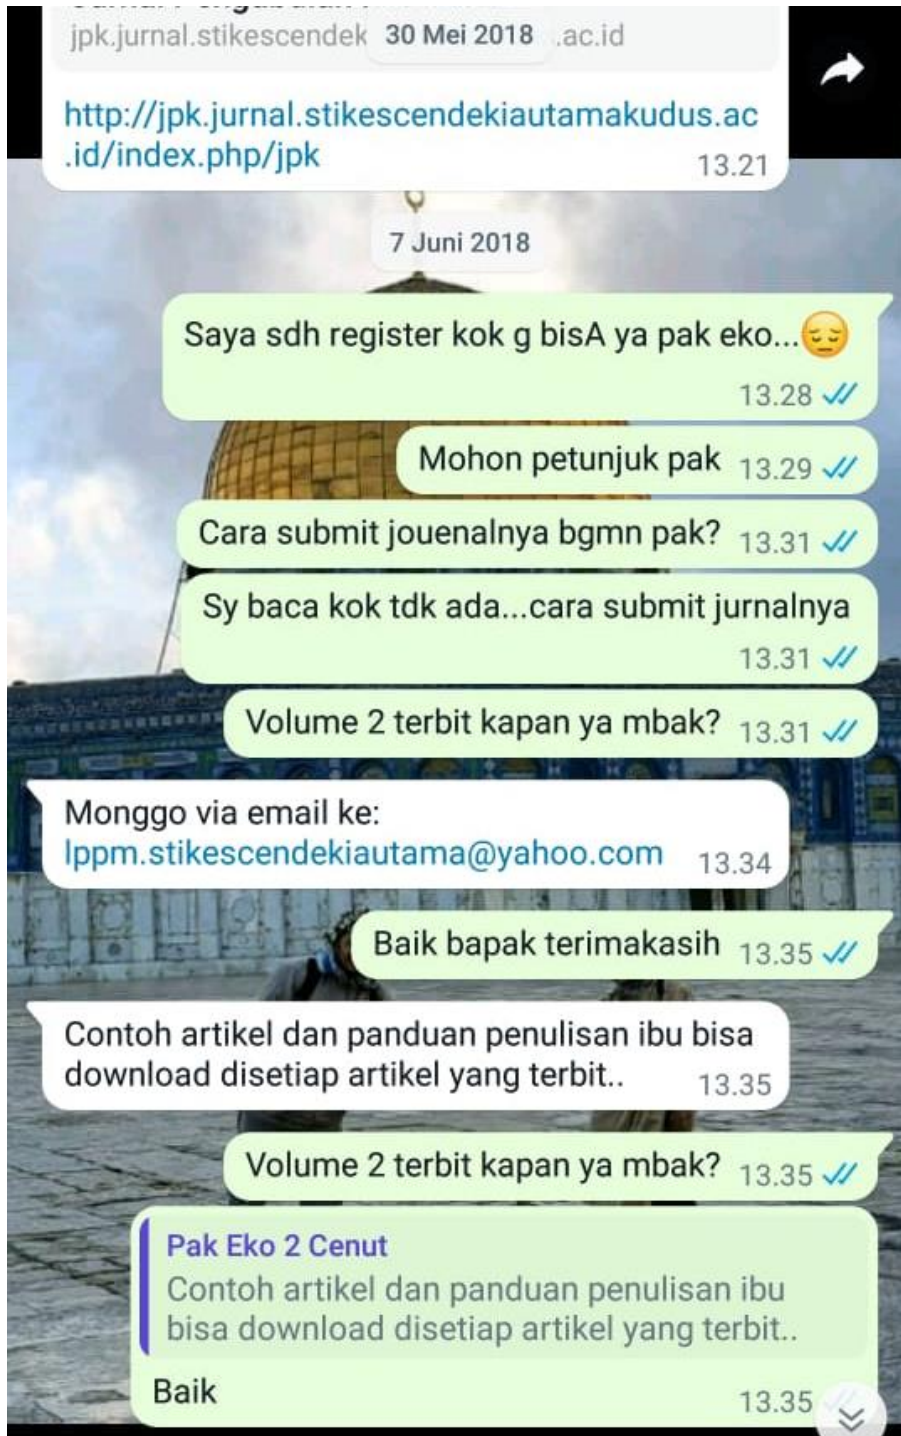 jpk.jurnal.stikescendek 30 Mei 2018 .ac.id
http://jpk.jurnal.stikescendekiautamakudus.ac
.id/index.php/jpk 13.21
7 Juni 2018
Saya sdh register kok g bisA ya pak eko...😔
13.28
Mohon petunjuk pak 13.29
Cara submit jouenalnya bgmn pak? 13.31
Sy baca kok tdk ada...cara submit jurnalnya
13.31
Volume 2 terbit kapan ya mbak? 13.31
Monggo via email ke:
lppm.stikescendekiautama@yahoo.com 13.34
Baik bapak terimakasih 13.35
Contoh artikel dan panduan penulisan ibu bisa
download disetiap artikel yang terbit.. 13.35
Volume 2 terbit kapan ya mbak? 13.35
Pak Eko 2 Cenut
Contoh artikel dan panduan penulisan ibu
bisa download disetiap artikel yang terbit..
Baik 13.35